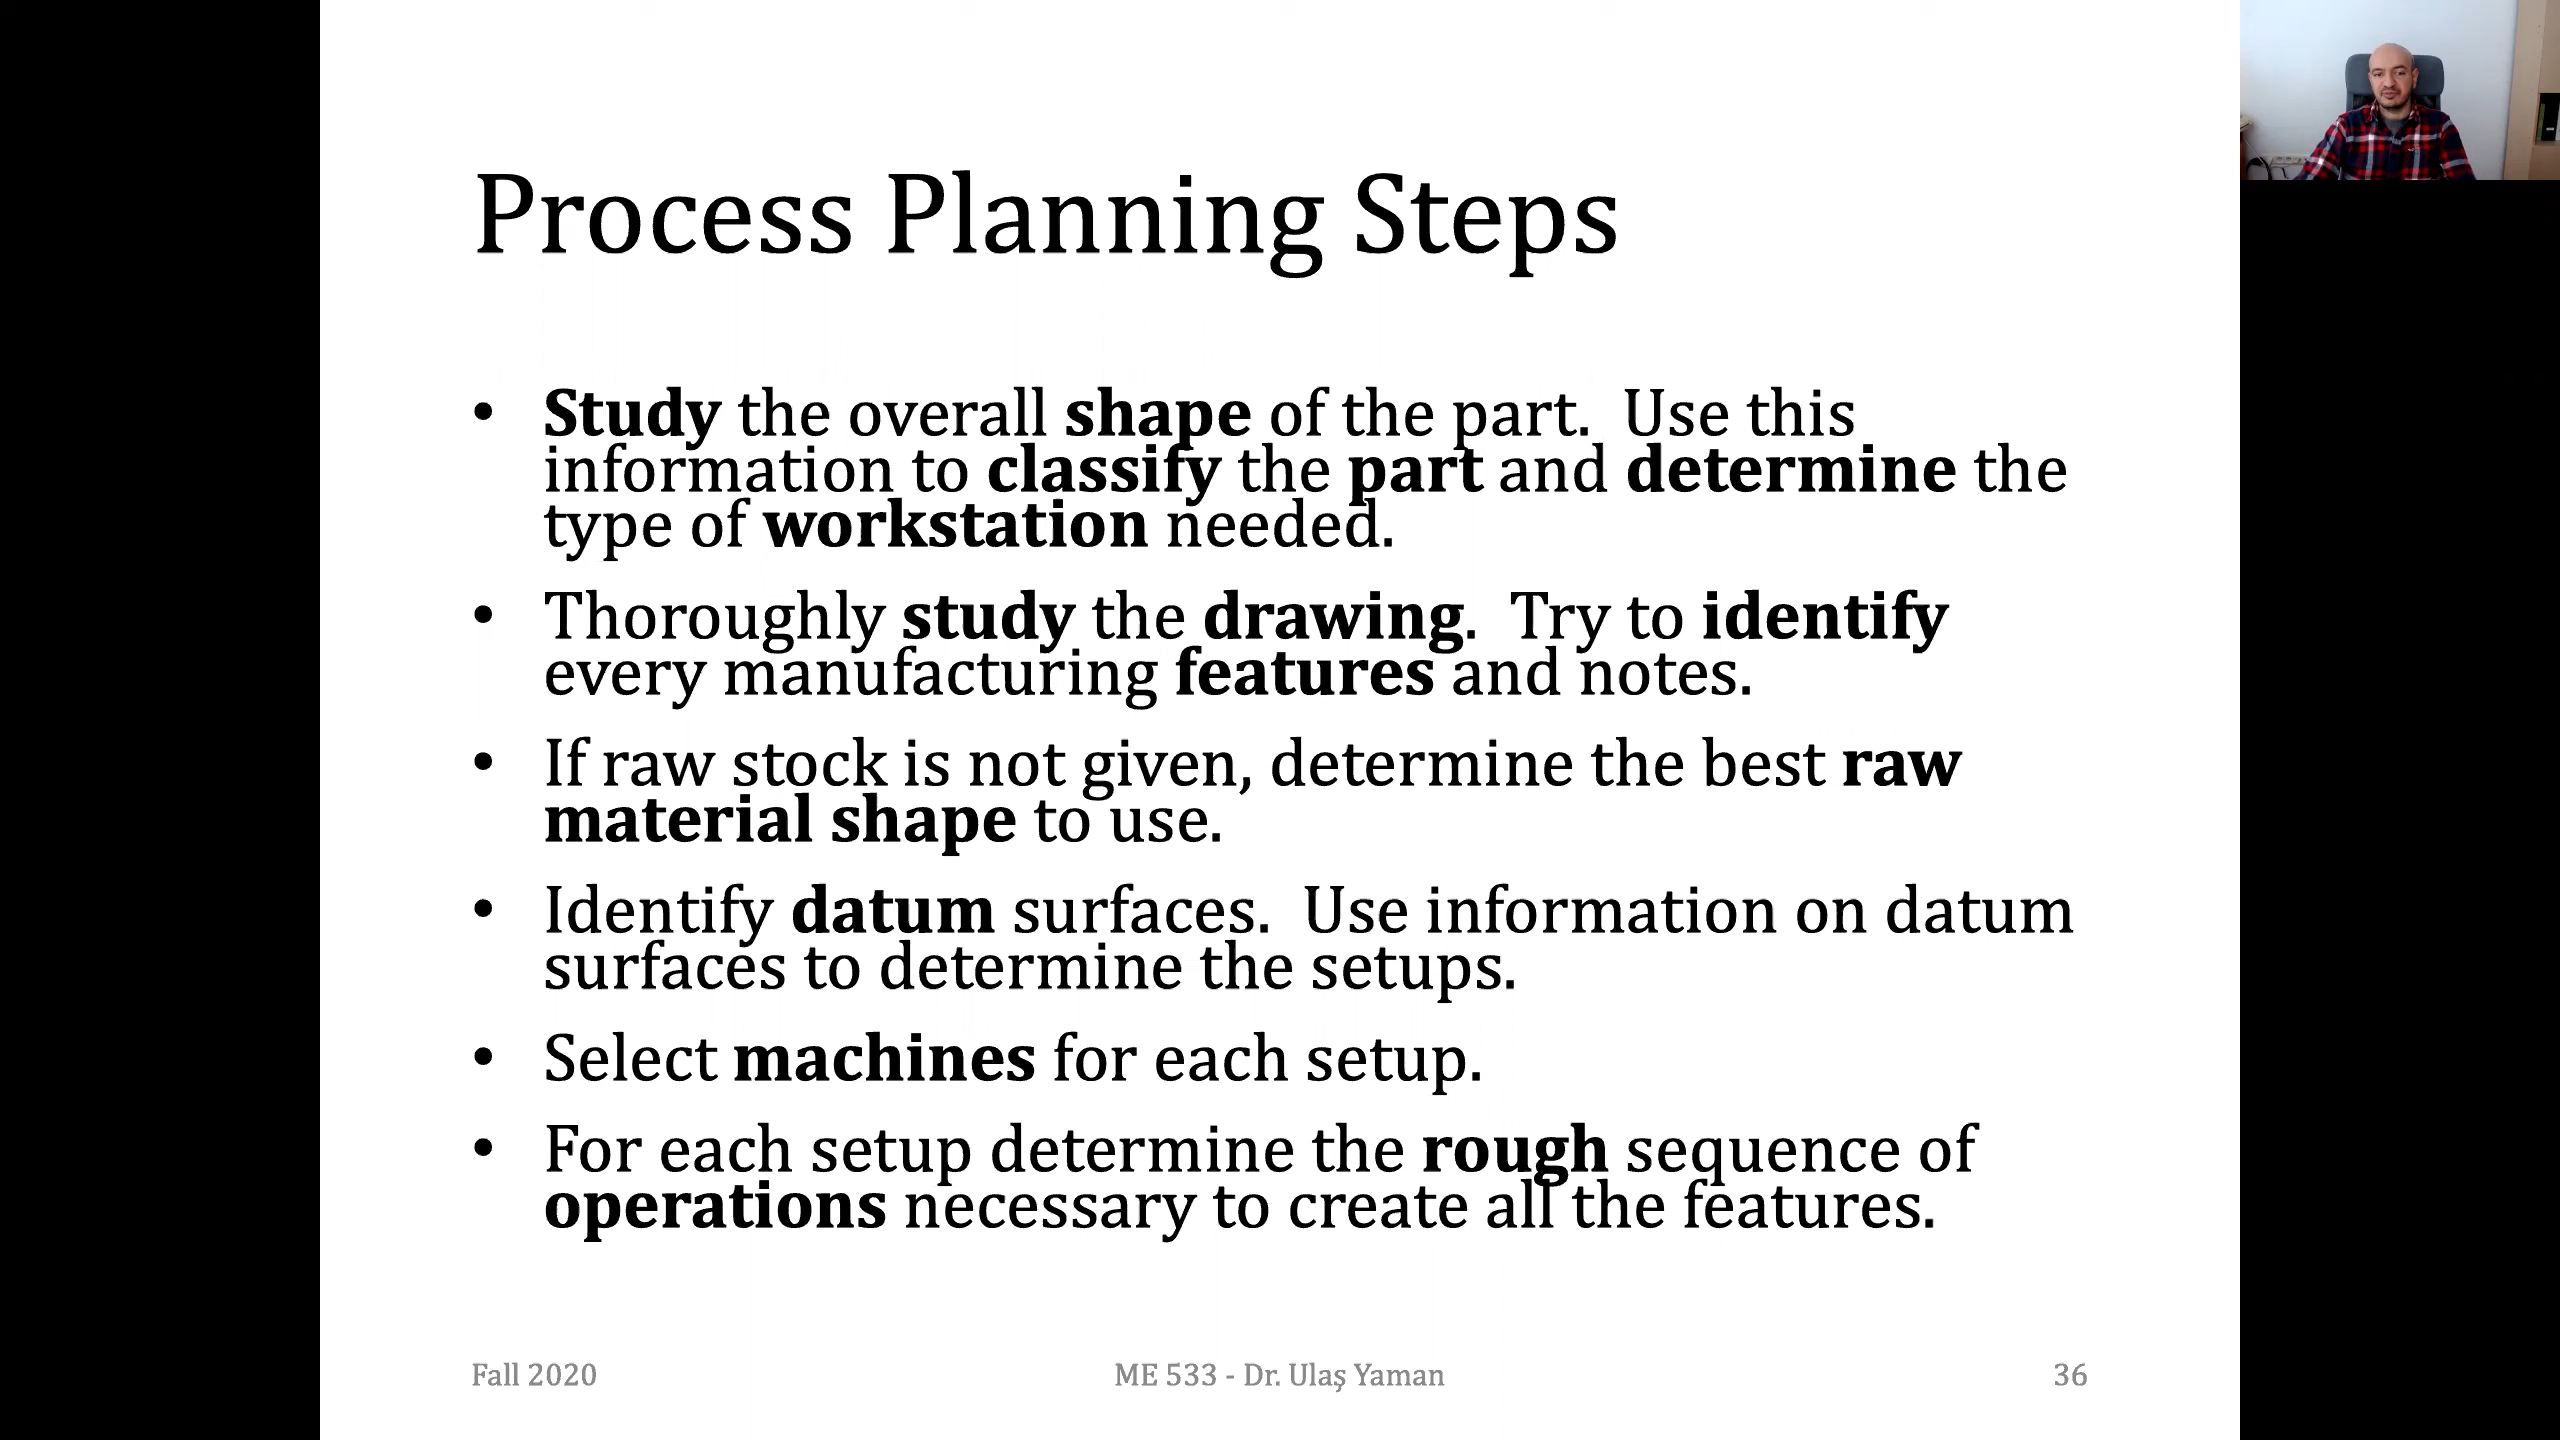 Process Planning Steps
• Study the overall shape of the part.  Use this
information to classify the part and determine the
type of workstation needed.
• Thoroughly study the drawing.  Try to identify
every manufacturing features and notes.
• If raw stock is not given, determine the best raw
material shape to use.
• Identify datum surfaces.  Use information on datum
surfaces to determine the setups.
• Select machines for each setup.
• For each setup determine the rough sequence of
operations necessary to create all the features.
Fall 2020
ME 533 - Dr. Ulaş Yaman
36